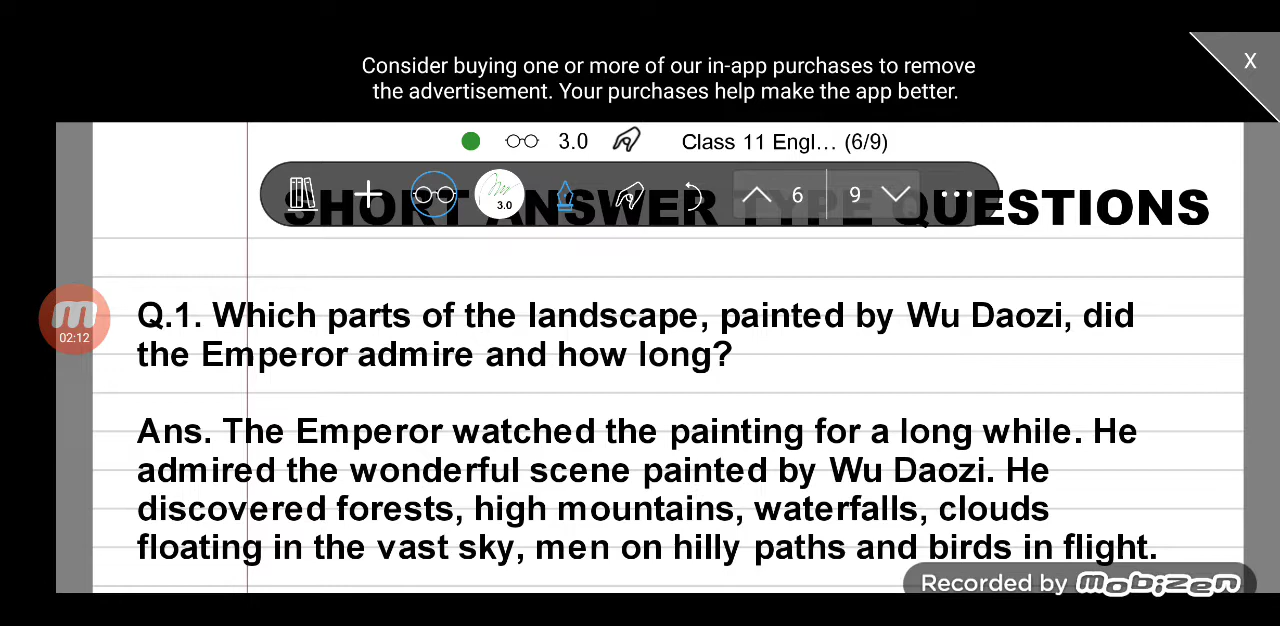 Consider buying one or more of our in-app purchases to remove
the advertisement. Your purchases help make the app better.
X
3.0 Class 11 Engl... (6/9)
SHORT ANSWER TYPE QUESTIONS
3.0 6 9
Q.1. Which parts of the landscape, painted by Wu Daozi, did
the Emperor admire and how long?
02:12
Ans. The Emperor watched the painting for a long while. He
admired the wonderful scene painted by Wu Daozi. He
discovered forests, high mountains, waterfalls, clouds
floating in the vast sky, men on hilly paths and birds in flight.
Recorded by mobizen